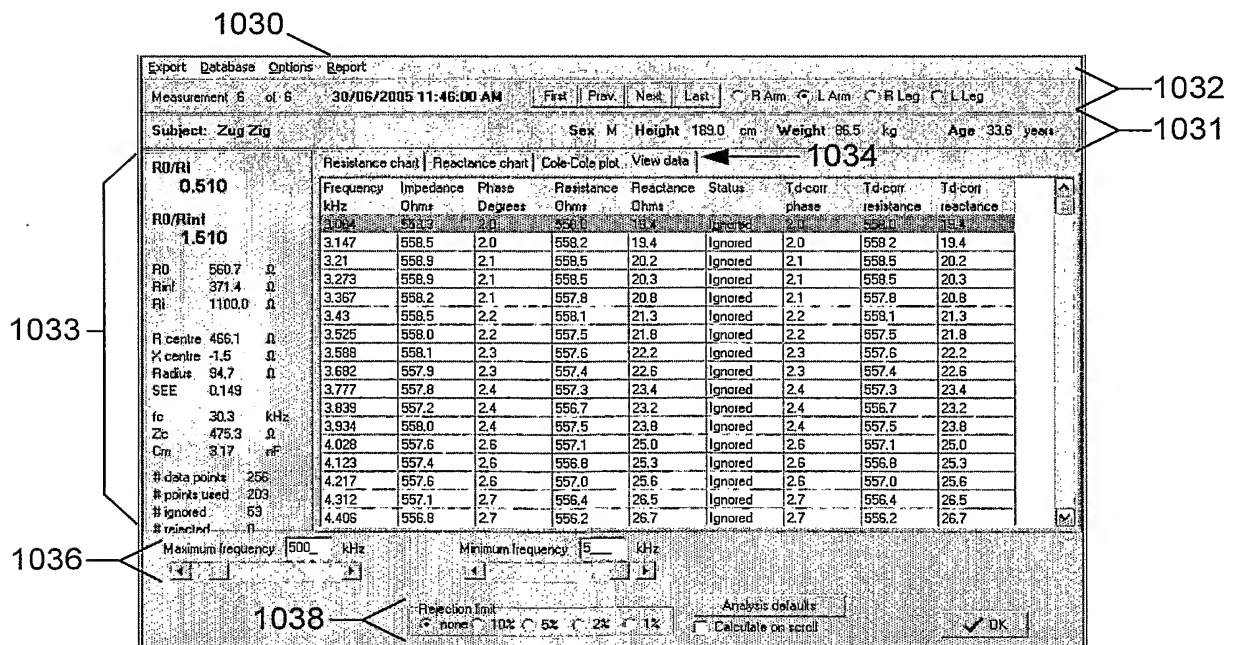 1030
Export Database Options Report
Measurement 6 of 6 30/06/2005 11:46:00 AM First Prev. Next Last R Arm L Arm R Leg L Leg
1032
Subject: Zug Zig Sex M Height 189.0 cm Weight 86.5 kg Age 33.6 years
1031
Resistance chart Reactance chart Cole-Cole plot View data
1034
R0/Ri
0.510
R0/Rinf
1.510
R0 560.7 Ω
Rinf 371.4 Ω
Ri 1100.0 Ω
R centre 466.1 Ω
X centre -1.5 Ω
Radius 94.7 Ω
SEE 0.149
fc 30.3 kHz
Zc 475.3 Ω
Cm 3.17 nF
# data points 256
# points used 203
# ignored 53
# rejected 0
1033
Frequency Impedance Phase Resistance Reactance Status Td-corr Td-corr Td-corr
kHz Ohms Degrees Ohms Ohms phase resistance reactance
2.0 19.4 Ignored 2.0 19.4
3.147 558.5 2.0 558.2 19.4 Ignored 2.0 558.2 19.4
3.21 558.9 2.1 558.5 20.2 Ignored 2.1 558.5 20.2
3.273 558.9 2.1 558.5 20.3 Ignored 2.1 558.5 20.3
3.367 558.2 2.1 557.8 20.8 Ignored 2.1 557.8 20.8
3.43 558.5 2.2 558.1 21.3 Ignored 2.2 558.1 21.3
3.525 558.0 2.2 557.5 21.8 Ignored 2.2 557.5 21.8
3.588 558.1 2.3 557.6 22.2 Ignored 2.3 557.6 22.2
3.682 557.9 2.3 557.4 22.6 Ignored 2.3 557.4 22.6
3.777 557.8 2.4 557.3 23.4 Ignored 2.4 557.3 23.4
3.839 557.2 2.4 556.7 23.2 Ignored 2.4 556.7 23.2
3.934 558.0 2.4 557.5 23.8 Ignored 2.4 557.5 23.8
4.028 557.6 2.6 557.1 25.0 Ignored 2.6 557.1 25.0
4.123 557.4 2.6 556.8 25.3 Ignored 2.6 556.8 25.3
4.217 557.6 2.6 557.0 25.6 Ignored 2.6 557.0 25.6
4.312 557.1 2.7 556.4 26.5 Ignored 2.7 556.4 26.5
4.406 556.8 2.7 556.2 26.7 Ignored 2.7 556.2 26.7
1036
Maximum frequency 500_ kHz Minimum frequency 5___ kHz
1038
Rejection limit
none 10% 5% 2% 1%
Analysis defaults
Calculate on scroll
OK